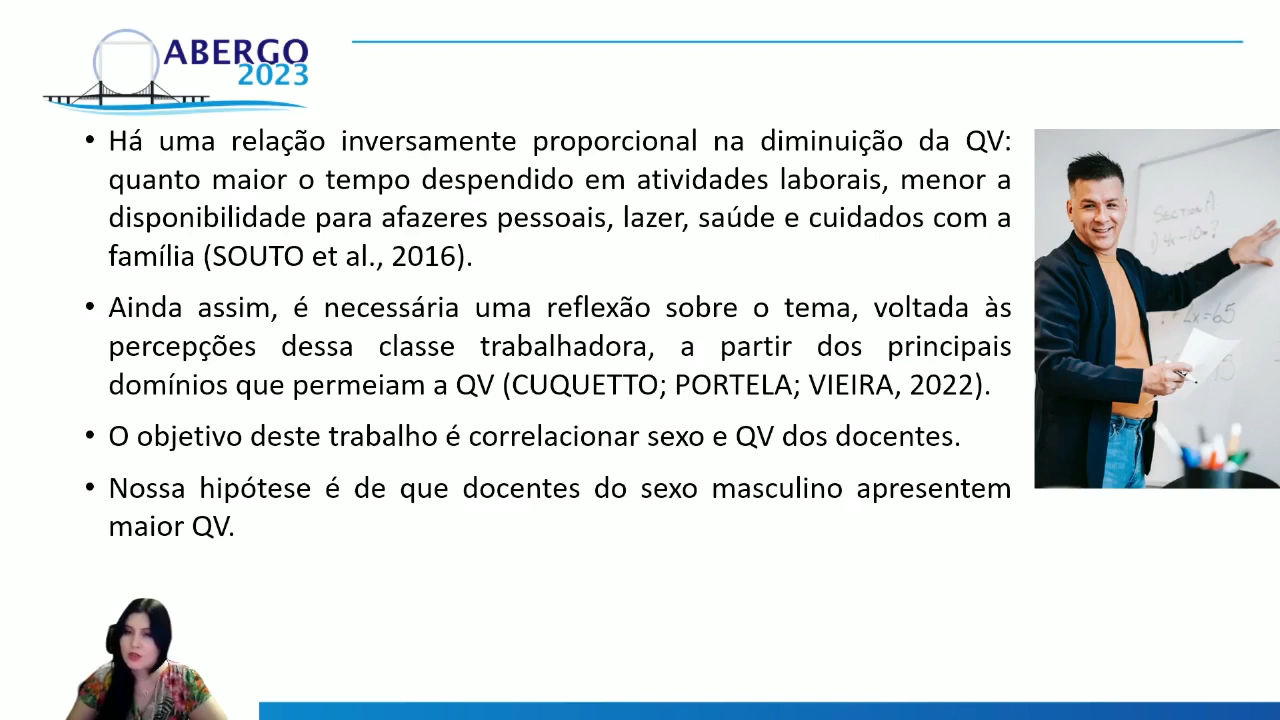 ABERGO
2023
• Há uma relação inversamente proporcional na diminuição da QV:
quanto maior o tempo despendido em atividades laborais, menor a
disponibilidade para afazeres pessoais, lazer, saúde e cuidados com a
família (SOUTO et al., 2016).
• Ainda assim, é necessária uma reflexão sobre o tema, voltada às
percepções dessa classe trabalhadora, a partir dos principais
domínios que permeiam a QV (CUQUETTO; PORTELA; VIEIRA, 2022).
• O objetivo deste trabalho é correlacionar sexo e QV dos docentes.
• Nossa hipótese é de que docentes do sexo masculino apresentem
maior QV.
Section A